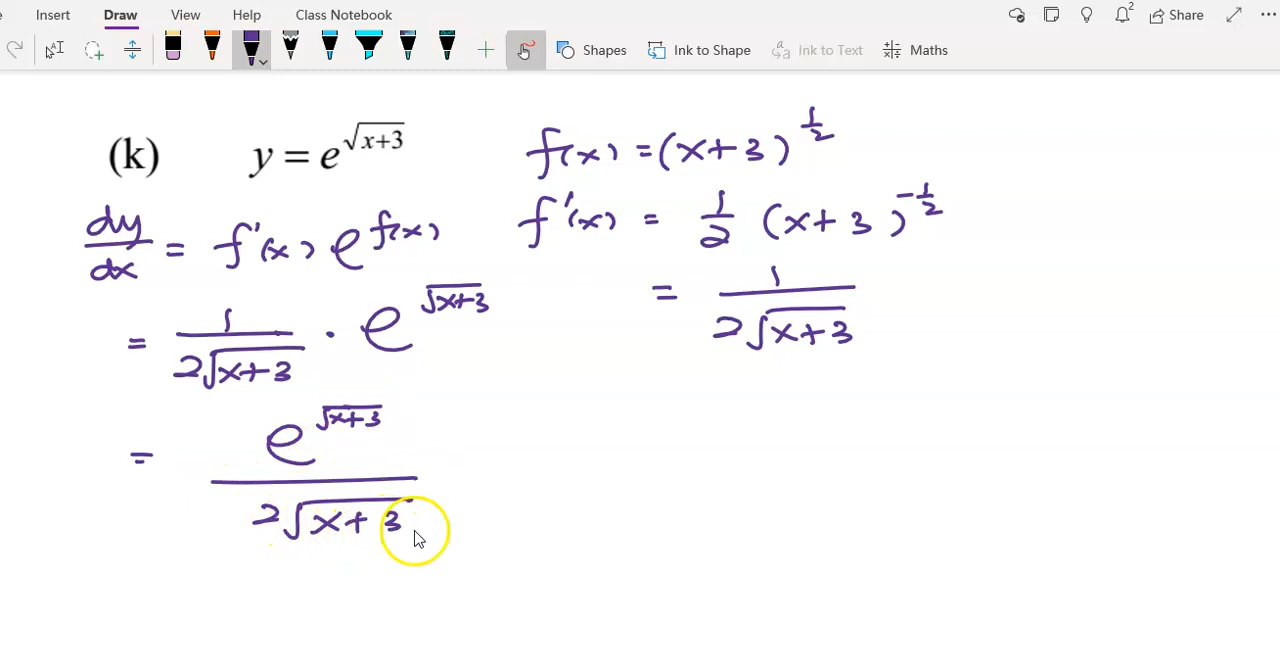 Insert Draw View Help Class Notebook 2 Share
Ink to Shape Ink to Text Maths Shapes
(k) y = e^{√(x+3)}
dy/dx = f'(x) e^{f(x)}
= 1/(2√(x+3)) · e^{√(x+3)}
= e^{√(x+3)}/(2√(x+3))
f(x) = (x+3)^{1/2}
f'(x) = 1/2 (x+3)^{-1/2}
= 1/(2√(x+3))